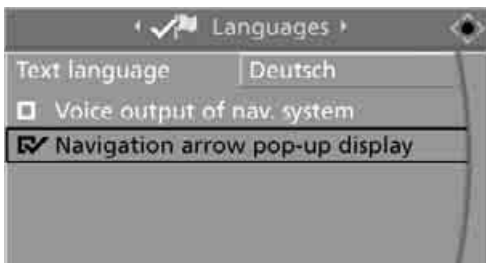 Languages
Text language Deutsch
Voice output of nav. system
Navigation arrow pop-up display